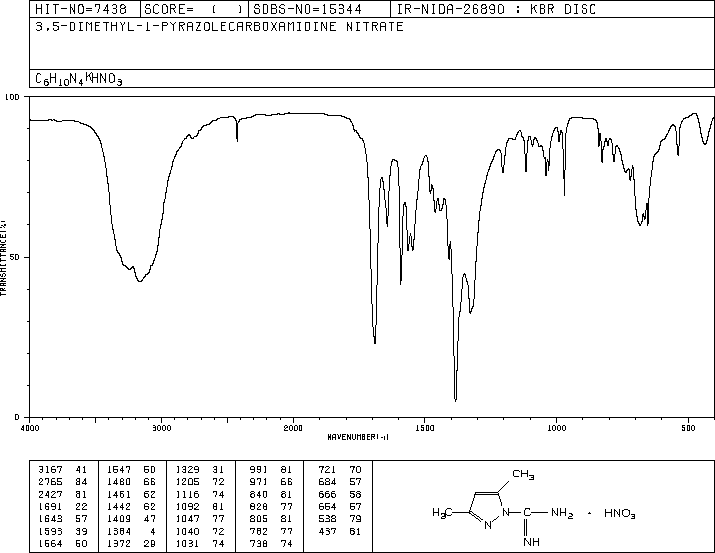 HIT-NO=7438 SCORE= ( ) SDBS-NO=15344 IR-NIDA-26890 : KBR DISC
3,5-DIMETHYL-1-PYRAZOLECARBOXAMIDINE NITRATE
C6H10N4KHNO3
100
50
0
TRANSMITTANCE(%)
4000 3000 2000 1500 1000 500
WAVENUMBER(-1)
3167 41 1547 50 1329 31 991 81 721 70
2765 84 1480 66 1205 72 971 66 684 57
2427 81 1461 62 1116 74 840 81 666 58
1691 22 1442 62 1092 81 828 77 654 57
1643 57 1409 47 1047 77 805 81 538 79
1593 39 1384 4 1040 72 782 77 437 81
1564 50 1372 29 1031 74 738 74
CH3
H3C N N C NH2 · HNO3
NH